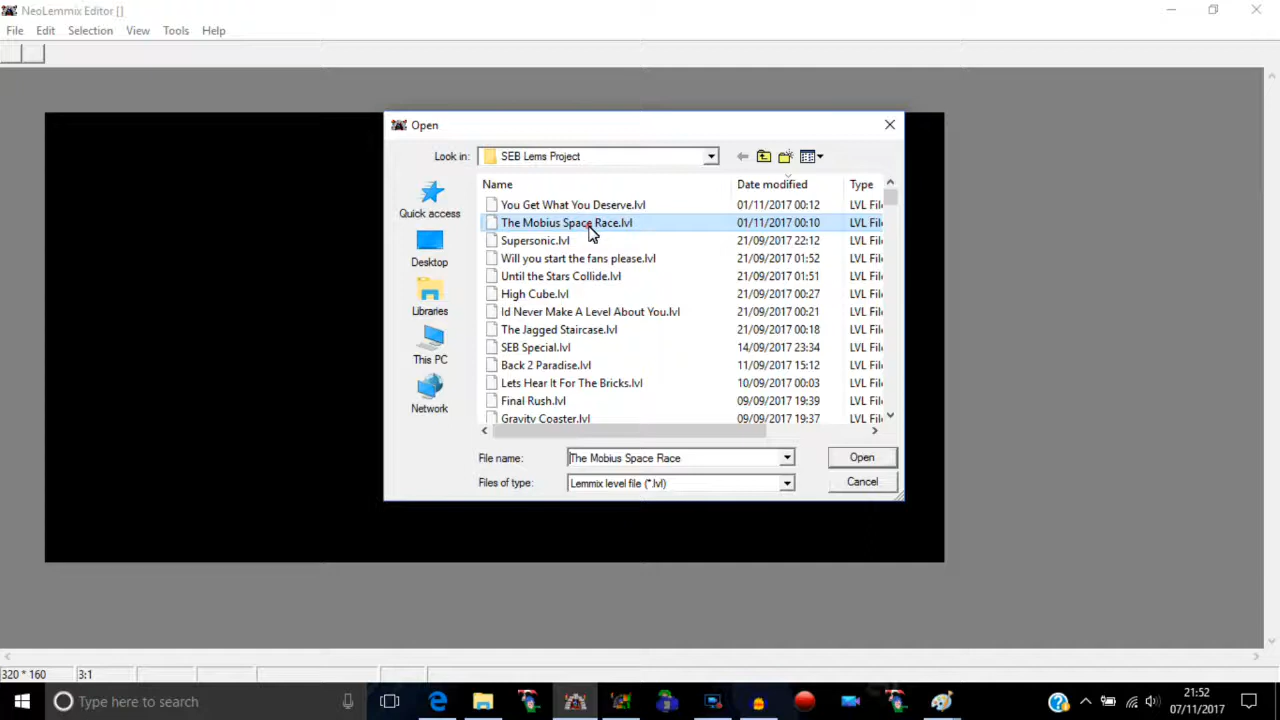 NeoLemmix Editor []
File Edit Selection View Tools Help
Open
Look in: SEB Lems Project
Quick access
Desktop
Libraries
This PC
Network
Name Date modified Type
You Get What You Deserve.lvl 01/11/2017 00:12 LVL File
The Mobius Space Race.lvl 01/11/2017 00:10 LVL File
Supersonic.lvl 21/09/2017 22:12 LVL File
Will you start the fans please.lvl 21/09/2017 01:52 LVL File
Until the Stars Collide.lvl 21/09/2017 01:51 LVL File
High Cube.lvl 21/09/2017 00:27 LVL File
Id Never Make A Level About You.lvl 21/09/2017 00:21 LVL File
The Jagged Staircase.lvl 21/09/2017 00:18 LVL File
SEB Special.lvl 14/09/2017 23:34 LVL File
Back 2 Paradise.lvl 11/09/2017 15:12 LVL File
Lets Hear It For The Bricks.lvl 10/09/2017 00:03 LVL File
Final Rush.lvl 09/09/2017 19:39 LVL File
Gravity Coaster.lvl 09/09/2017 19:37 LVL File
File name: The Mobius Space Race Open
Files of type: Lemmix level file (*.lvl) Cancel
320 * 160 3:1
Type here to search
21:52
07/11/2017